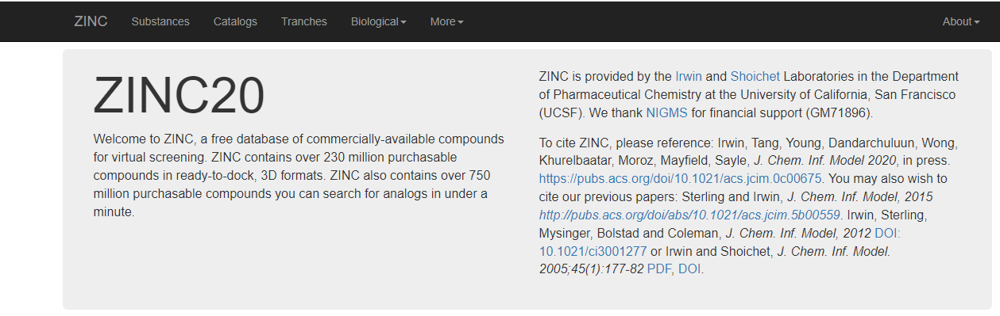 ZINC Substances Catalogs Tranches Biological More About
ZINC20
Welcome to ZINC, a free database of commercially-available compounds
for virtual screening. ZINC contains over 230 million purchasable
compounds in ready-to-dock, 3D formats. ZINC also contains over 750
million purchasable compounds you can search for analogs in under a
minute.
ZINC is provided by the Irwin and Shoichet Laboratories in the Department
of Pharmaceutical Chemistry at the University of California, San Francisco
(UCSF). We thank NIGMS for financial support (GM71896).
To cite ZINC, please reference: Irwin, Tang, Young, Dandarchuluun, Wong,
Khurelbaatar, Moroz, Mayfield, Sayle, J. Chem. Inf. Model 2020, in press.
https://pubs.acs.org/doi/10.1021/acs.jcim.0c00675. You may also wish to
cite our previous papers: Sterling and Irwin, J. Chem. Inf. Model, 2015
http://pubs.acs.org/doi/abs/10.1021/acs.jcim.5b00559. Irwin, Sterling,
Mysinger, Bolstad and Coleman, J. Chem. Inf. Model, 2012 DOI:
10.1021/ci3001277 or Irwin and Shoichet, J. Chem. Inf. Model.
2005;45(1):177-82 PDF, DOI.